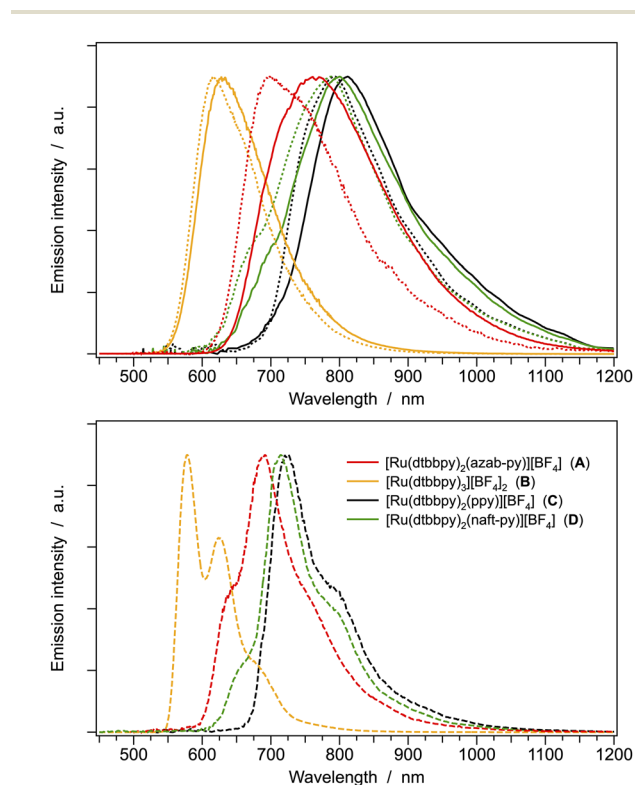 Emission intensity / a.u.
500 600 700 800 900 1000 1100 1200
Wavelength / nm
Emission intensity / a.u.
[Ru(dtbbpy)2(azab-py)][BF4] (A)
[Ru(dtbbpy)3][BF4]2 (B)
[Ru(dtbbpy)2(ppy)][BF4] (C)
[Ru(dtbbpy)2(naft-py)][BF4] (D)
500 600 700 800 900 1000 1100 1200
Wavelength / nm